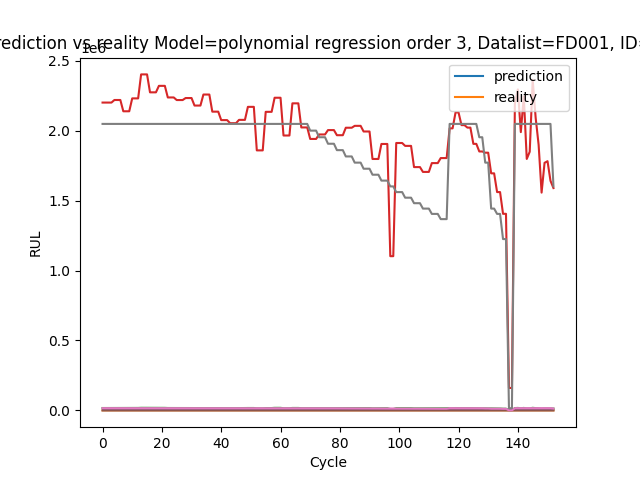 rediction vs reality Model=polynomial regression order 3, Datalist=FD001, ID=
1e6
2.5
2.0
1.5
1.0
0.5
0.0
RUL
prediction
reality
0 20 40 60 80 100 120 140
Cycle